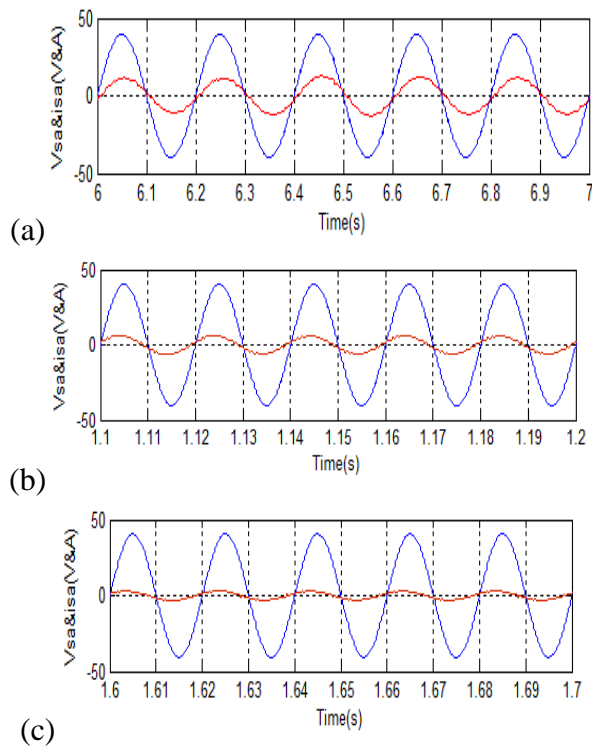 50
Vsa&isa(V&A)
0
-50
6 6.1 6.2 6.3 6.4 6.5 6.6 6.7 6.8 6.9 7
Time(s)
(a)
50
Vsa&isa(V&A)
0
-50
1.1 1.11 1.12 1.13 1.14 1.15 1.16 1.17 1.18 1.19 1.2
Time(s)
(b)
50
Vsa&isa(V&A)
0
-50
1.6 1.61 1.62 1.63 1.64 1.65 1.66 1.67 1.68 1.69 1.7
Time(s)
(c)